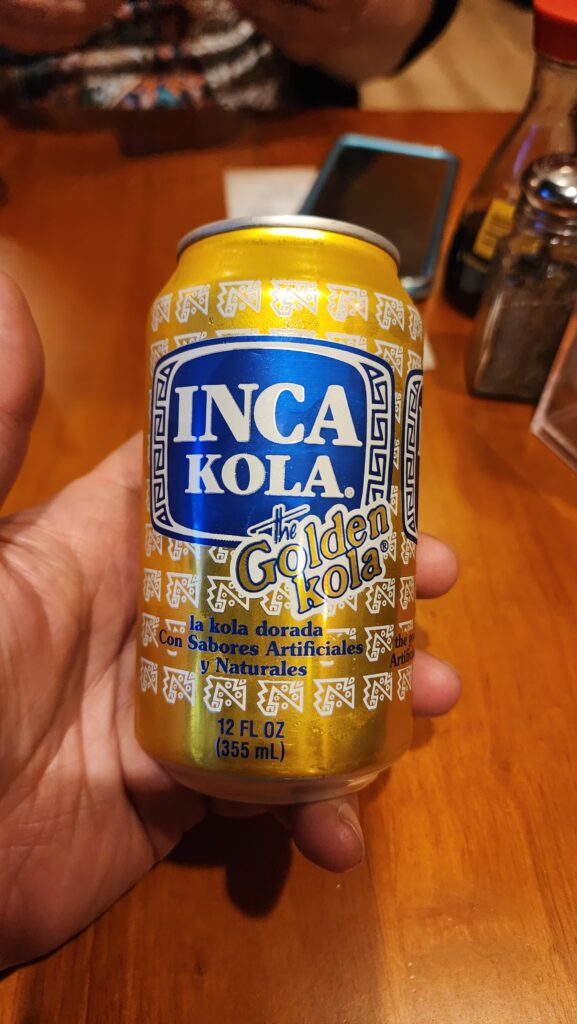 INCA
KOLA.
the
Golden
kola®
la kola dorada
Con Sabores Artificiales
y Naturales
12 FL OZ
(355 mL)